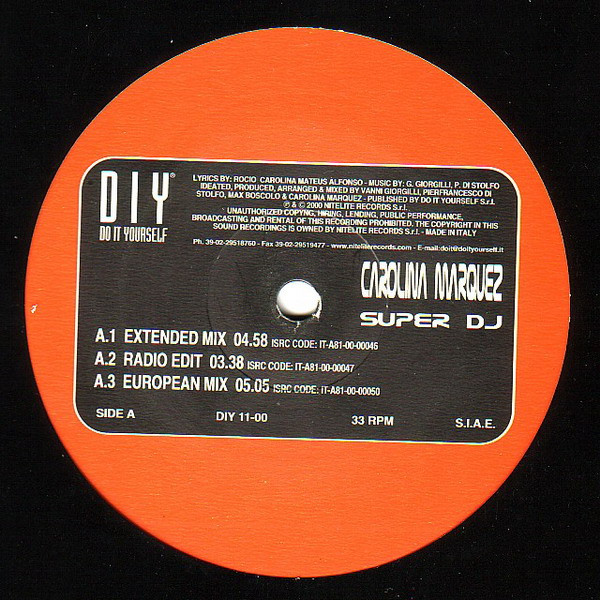 DIY®
DO IT YOURSELF
LYRICS BY: ROCIO CAROLINA MATEUS ALFONSO - MUSIC BY: G. GIORGILLI, P. DI STOLFO
IDEATED, PRODUCED, ARRANGED & MIXED BY VANNI GIORGILLI, PIERFRANCESCO DI
STOLFO, MAX BOSCOLO & CAROLINA MARQUEZ - PUBLISHED BY DO IT YOURSELF S.r.l.
℗ & © 2000 NITELITE RECORDS S.r.l.
UNAUTHORIZED COPYNG, HIRING, LENDING, PUBLIC PERFORMANCE,
BROADCASTING AND RENTAL OF THIS RECORDING PROHIBITED. THE COPYRIGHT IN THIS
SOUND RECORDINGS IS OWNED BY NITELITE RECORDS S.r.l. - MADE IN ITALY
Ph. 39-02-29518760 - Fax 39-02-29519477 - www.niteliterecords.com - E-mail:doit@doityourself.it
CAROLINA MARQUEZ
SUPER DJ
A.1 EXTENDED MIX 04.58 ISRC CODE: IT-A81-00-00046
A.2 RADIO EDIT 03.38 ISRC CODE: IT-A81-00-00047
A.3 EUROPEAN MIX 05.05 ISRC CODE: IT-A81-00-00050
SIDE A DIY 11-00 33 RPM S.I.A.E.